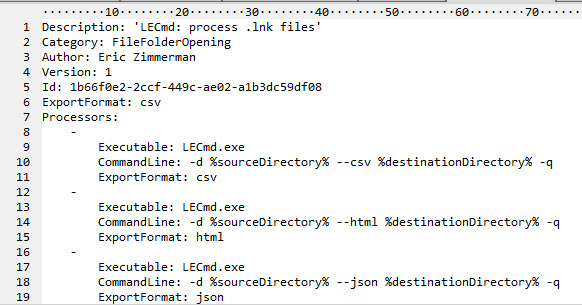 ·········10········20········30········40········50········60········70·······
1 Description: 'LECmd: process .lnk files'
2 Category: FileFolderOpening
3 Author: Eric Zimmerman
4 Version: 1
5 Id: 1b66f0e2-2ccf-449c-ae02-a1b3dc59df08
6 ExportFormat: csv
7 Processors:
8     -
9         Executable: LECmd.exe
10         CommandLine: -d %sourceDirectory% --csv %destinationDirectory% -q
11         ExportFormat: csv
12     -
13         Executable: LECmd.exe
14         CommandLine: -d %sourceDirectory% --html %destinationDirectory% -q
15         ExportFormat: html
16     -
17         Executable: LECmd.exe
18         CommandLine: -d %sourceDirectory% --json %destinationDirectory% -q
19         ExportFormat: json